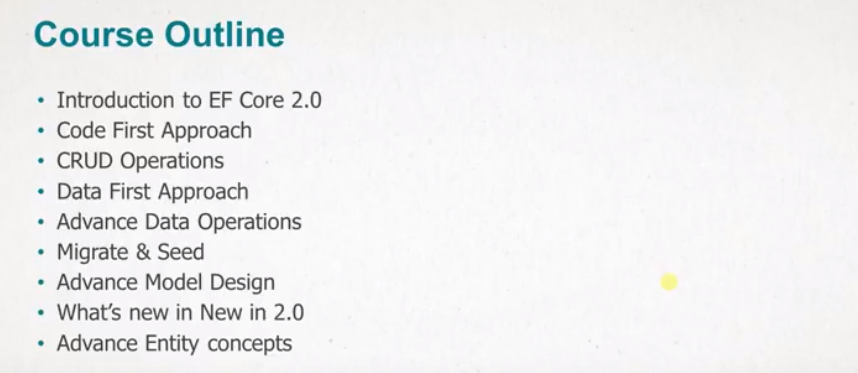 Course Outline
• Introduction to EF Core 2.0
• Code First Approach
• CRUD Operations
• Data First Approach
• Advance Data Operations
• Migrate & Seed
• Advance Model Design
• What's new in New in 2.0
• Advance Entity concepts